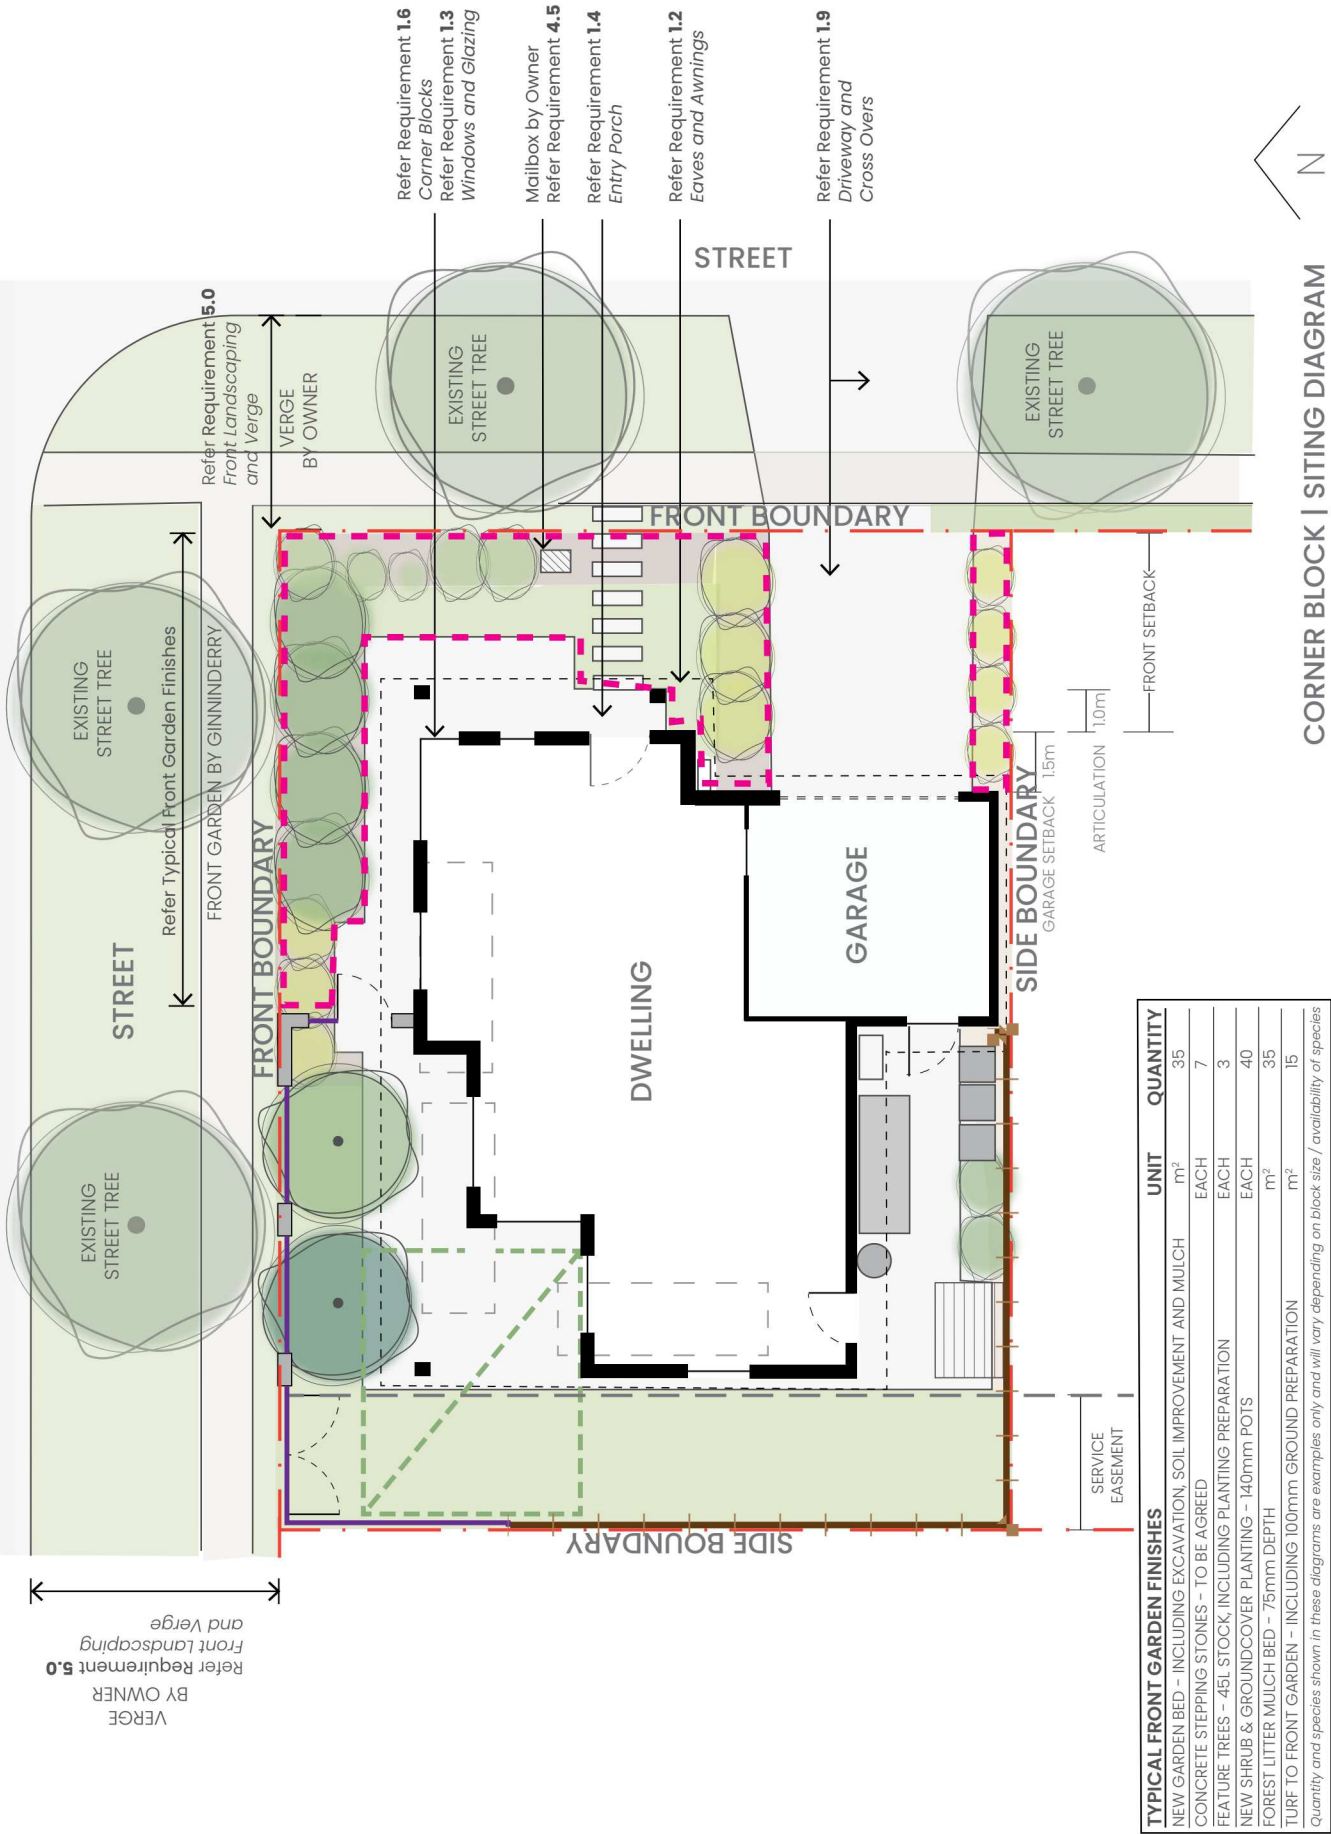 Refer Requirement 1.6
Corner Blocks
Refer Requirement 1.3
Windows and Glazing
Mailbox by Owner
Refer Requirement 4.5
Refer Requirement 1.4
Entry Porch
Refer Requirement 1.2
Eaves and Awnings
Refer Requirement 1.9
Driveway and
Cross Overs
N
STREET
Refer Requirement 5.0
Front Landscaping
and Verge
VERGE
BY OWNER
EXISTING
STREET TREE
EXISTING
STREET TREE
FRONT BOUNDARY
EXISTING
STREET TREE
Refer Typical Front Garden Finishes
FRONT GARDEN BY GINNINDERRY
FRONT BOUNDARY
STREET
EXISTING
STREET TREE
DWELLING
GARAGE
SIDE BOUNDARY
GARAGE SETBACK
1.5m
ARTICULATION
1.0m
FRONT SETBACK
SERVICE
EASEMENT
SIDE BOUNDARY
VERGE
BY OWNER
Refer Requirement 5.0
Front Landscaping
and Verge
CORNER BLOCK | SITING DIAGRAM
TYPICAL FRONT GARDEN FINISHES UNIT QUANTITY
NEW GARDEN BED - INCLUDING EXCAVATION, SOIL IMPROVEMENT AND MULCH m² 35
CONCRETE STEPPING STONES - TO BE AGREED EACH 7
FEATURE TREES - 45L STOCK, INCLUDING PLANTING PREPARATION EACH 3
NEW SHRUB & GROUNDCOVER PLANTING - 140mm POTS EACH 40
FOREST LITTER MULCH BED - 75mm DEPTH m² 35
TURF TO FRONT GARDEN - INCLUDING 100mm GROUND PREPARATION m² 15
Quantity and species shown in these diagrams are examples only and will vary depending on block size / availability of species